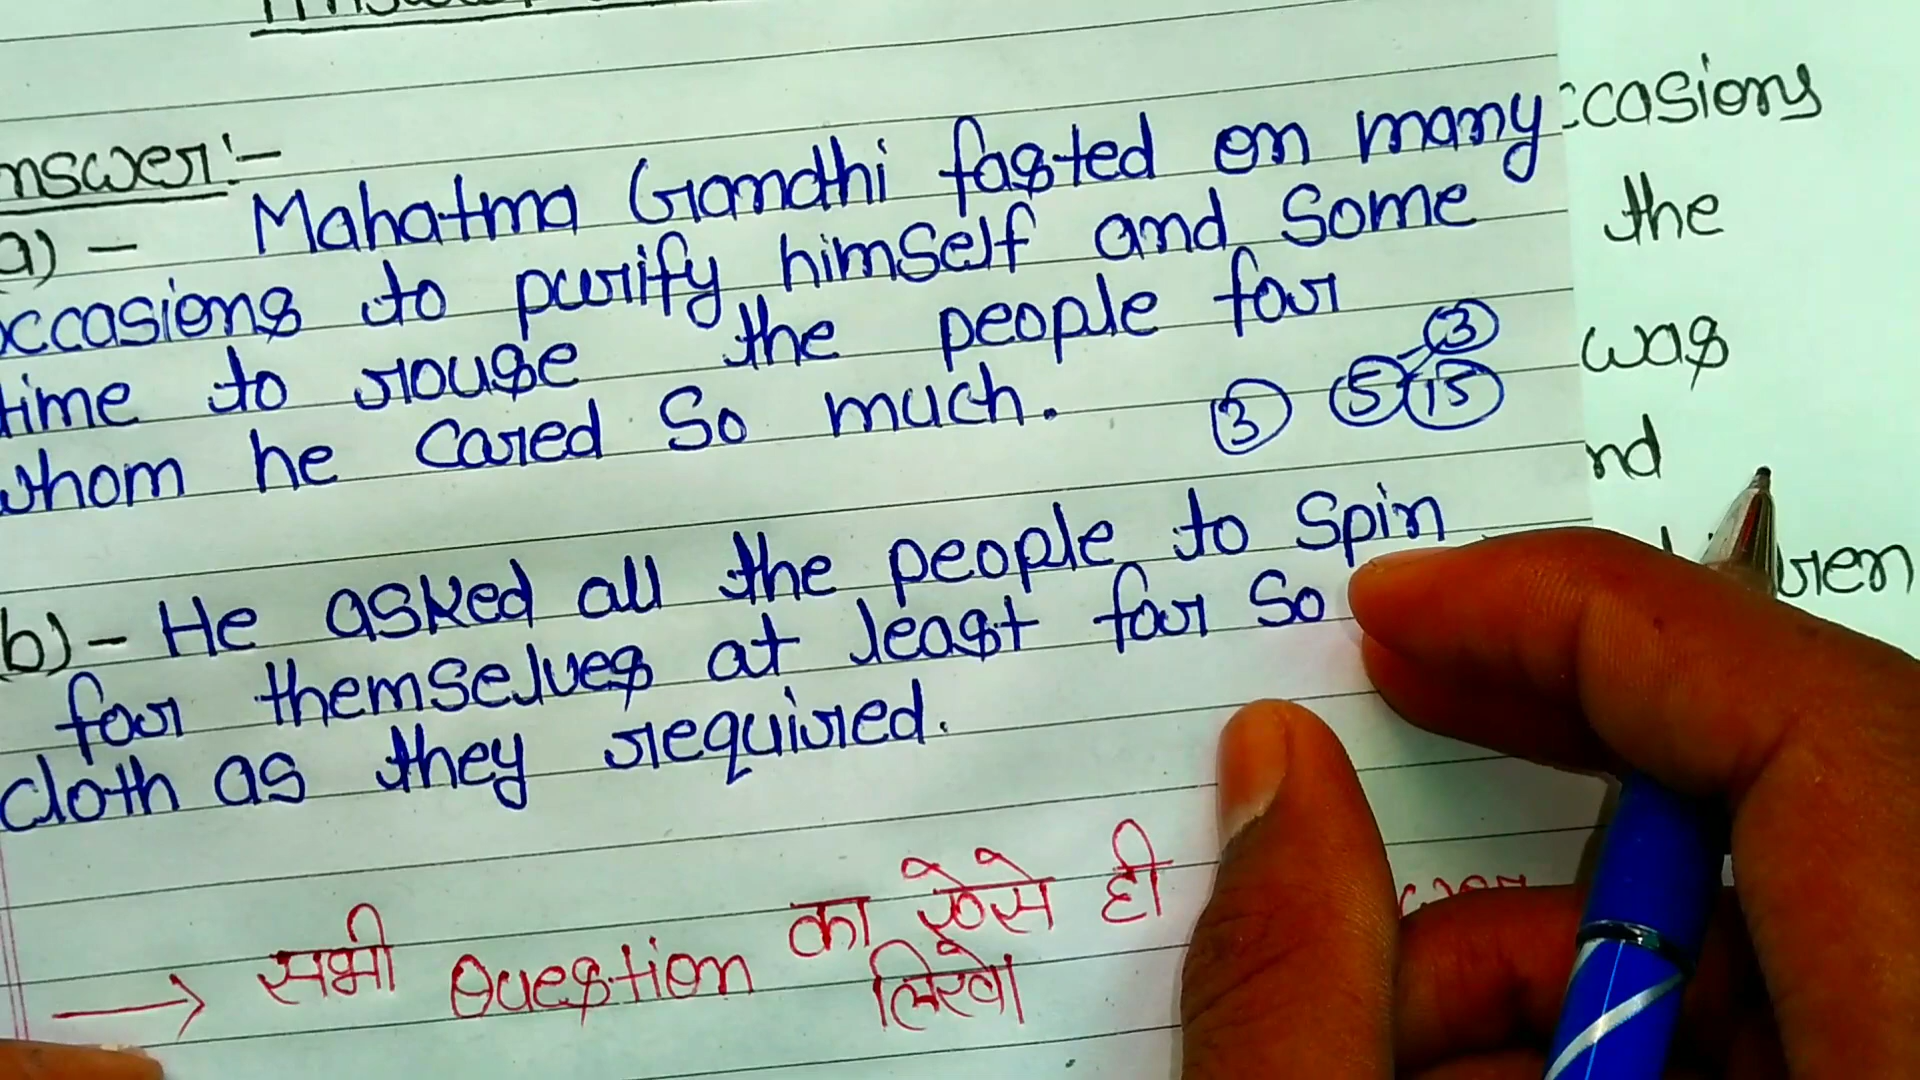 nswer:-
a) - Mahatma Gandhi fasted on many
occasions to purify himself and Some
time to rouse the people for
whom he cared So much.
3 5 3 15
b) - He asked all the people to Spin
for themselves at least for So
cloth as they required.
→ सभी Question का ऐसे ही
लिखे।
ccasions
the
was
nd